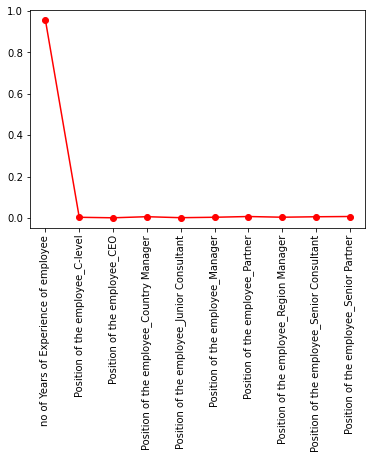 1.0
0.8
0.6
0.4
0.2
0.0
no of Years of Experience of employee
Position of the employee_C-level
Position of the employee_CEO
Position of the employee_Country Manager
Position of the employee_Junior Consultant
Position of the employee_Manager
Position of the employee_Partner
Position of the employee_Region Manager
Position of the employee_Senior Consultant
Position of the employee_Senior Partner